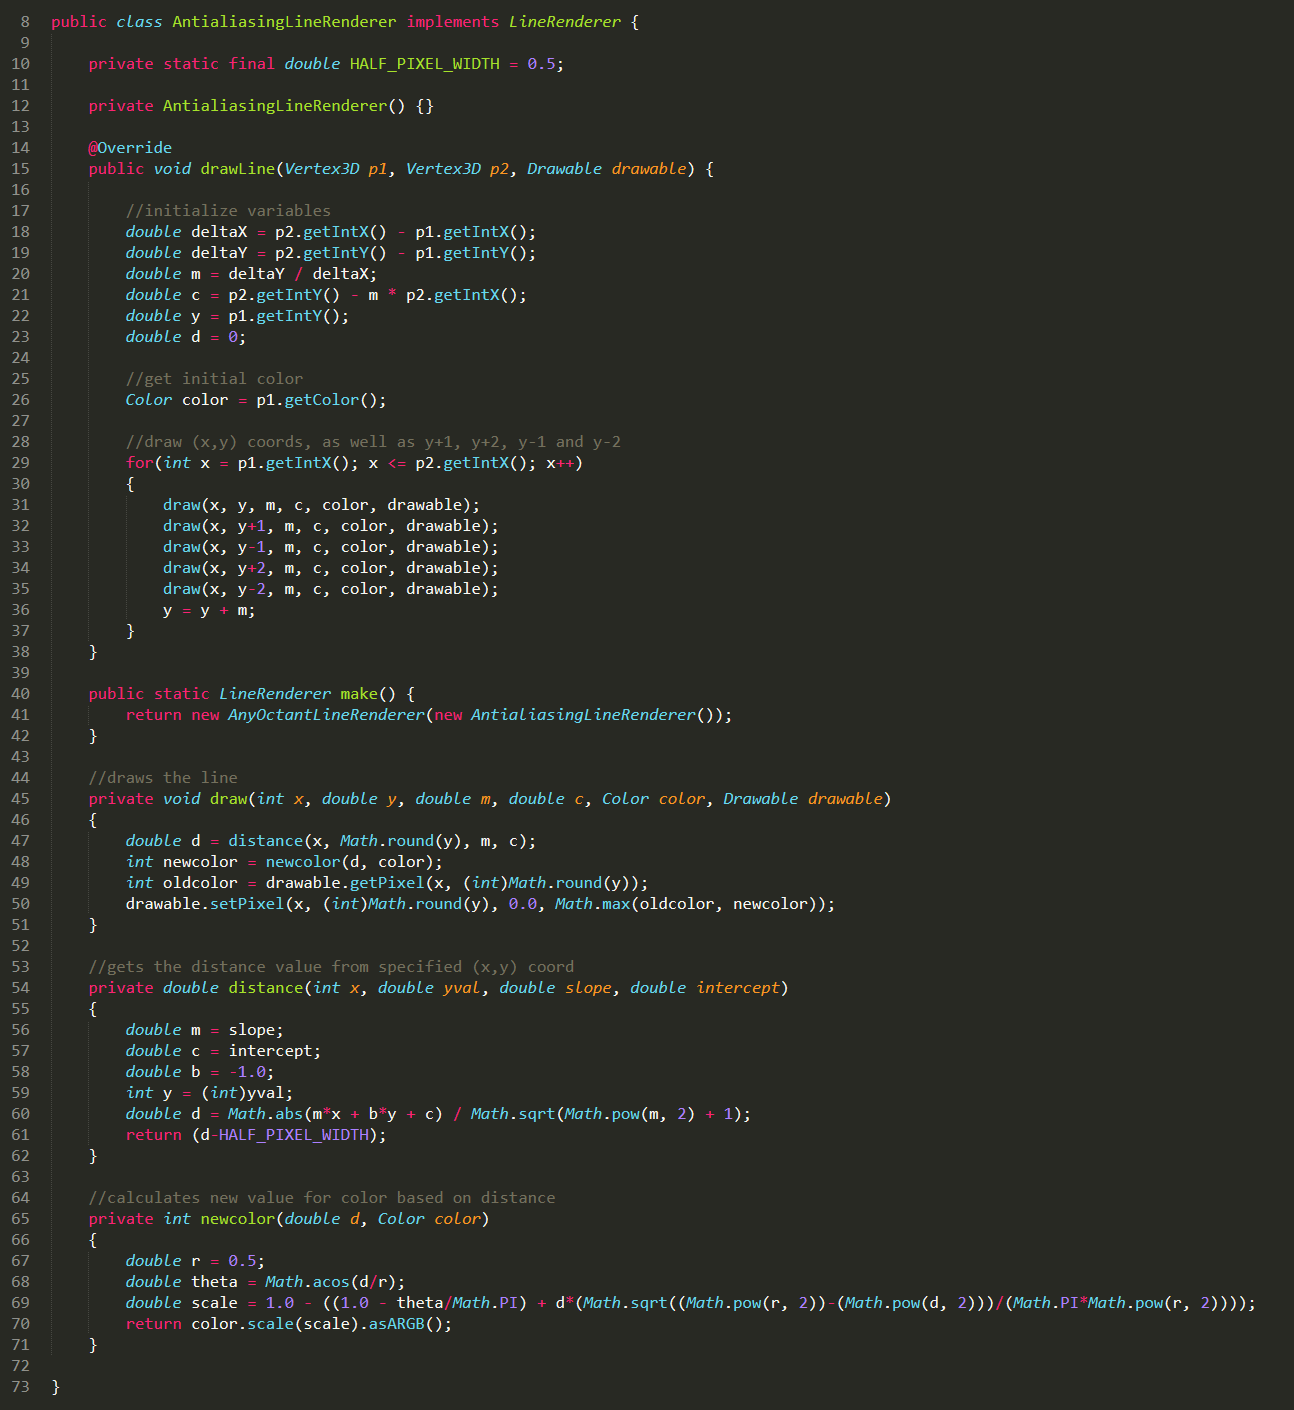 8 public class AntialiasingLineRenderer implements LineRenderer {
9
10 private static final double HALF_PIXEL_WIDTH = 0.5;
11
12 private AntialiasingLineRenderer() {}
13
14 @Override
15 public void drawLine(Vertex3D p1, Vertex3D p2, Drawable drawable) {
16
17 //initialize variables
18 double deltaX = p2.getIntX() - p1.getIntX();
19 double deltaY = p2.getIntY() - p1.getIntY();
20 double m = deltaY / deltaX;
21 double c = p2.getIntY() - m * p2.getIntX();
22 double y = p1.getIntY();
23 double d = 0;
24
25 //get initial color
26 Color color = p1.getColor();
27
28 //draw (x,y) coords, as well as y+1, y+2, y-1 and y-2
29 for(int x = p1.getIntX(); x <= p2.getIntX(); x++)
30 {
31 draw(x, y, m, c, color, drawable);
32 draw(x, y+1, m, c, color, drawable);
33 draw(x, y-1, m, c, color, drawable);
34 draw(x, y+2, m, c, color, drawable);
35 draw(x, y-2, m, c, color, drawable);
36 y = y + m;
37 }
38 }
39
40 public static LineRenderer make() {
41 return new AnyOctantLineRenderer(new AntialiasingLineRenderer());
42 }
43
44 //draws the line
45 private void draw(int x, double y, double m, double c, Color color, Drawable drawable)
46 {
47 double d = distance(x, Math.round(y), m, c);
48 int newcolor = newcolor(d, color);
49 int oldcolor = drawable.getPixel(x, (int)Math.round(y));
50 drawable.setPixel(x, (int)Math.round(y), 0.0, Math.max(oldcolor, newcolor));
51 }
52
53 //gets the distance value from specified (x,y) coord
54 private double distance(int x, double yval, double slope, double intercept)
55 {
56 double m = slope;
57 double c = intercept;
58 double b = -1.0;
59 int y = (int)yval;
60 double d = Math.abs(m*x + b*y + c) / Math.sqrt(Math.pow(m, 2) + 1);
61 return (d-HALF_PIXEL_WIDTH);
62 }
63
64 //calculates new value for color based on distance
65 private int newcolor(double d, Color color)
66 {
67 double r = 0.5;
68 double theta = Math.acos(d/r);
69 double scale = 1.0 - ((1.0 - theta/Math.PI) + d*(Math.sqrt((Math.pow(r, 2))-(Math.pow(d, 2)))/(Math.PI*Math.pow(r, 2))));
70 return color.scale(scale).asARGB();
71 }
72
73 }